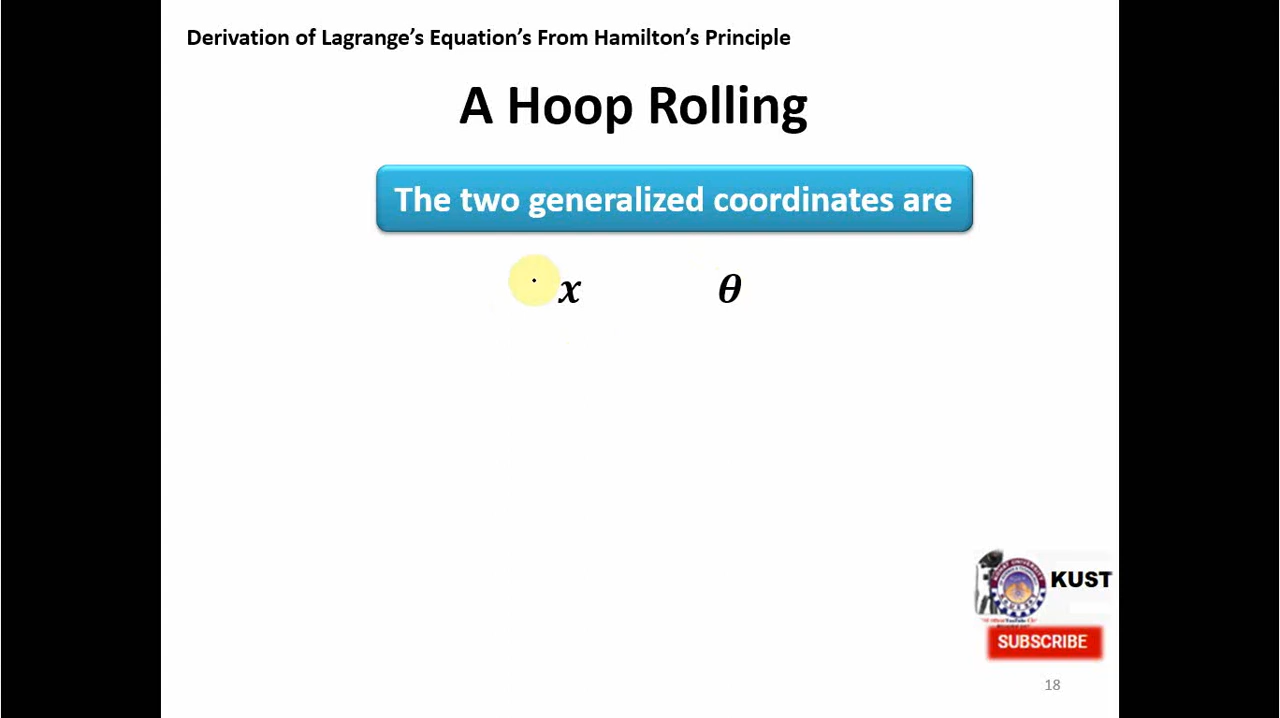 Derivation of Lagrange’s Equation’s From Hamilton’s Principle
A Hoop Rolling
The two generalized coordinates are
x θ
KUST
SUBSCRIBE
18